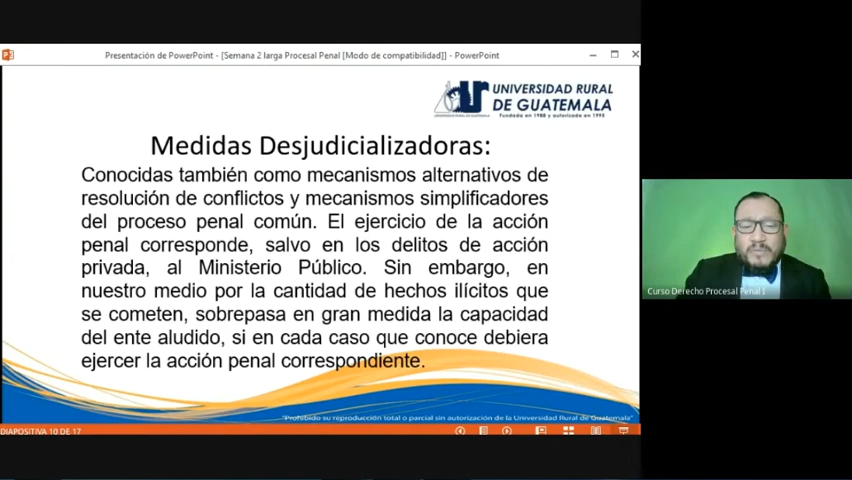 Presentación de PowerPoint - [Semana 2 larga Procesal Penal [Modo de compatibilidad]] - PowerPoint
UNIVERSIDAD RURAL
DE GUATEMALA
Fundada en 1988 y autorizada en 1995
Medidas Desjudicializadoras:
Conocidas también como mecanismos alternativos de
resolución de conflictos y mecanismos simplificadores
del proceso penal común. El ejercicio de la acción
penal corresponde, salvo en los delitos de acción
privada, al Ministerio Público. Sin embargo, en
nuestro medio por la cantidad de hechos ilícitos que
se cometen, sobrepasa en gran medida la capacidad
del ente aludido, si en cada caso que conoce debiera
ejercer la acción penal correspondiente.
"Prohibido su reproducción total o parcial sin autorización de la Universidad Rural de Guatemala"
DIAPOSITIVA 10 DE 17
Curso Derecho Procesal Penal I